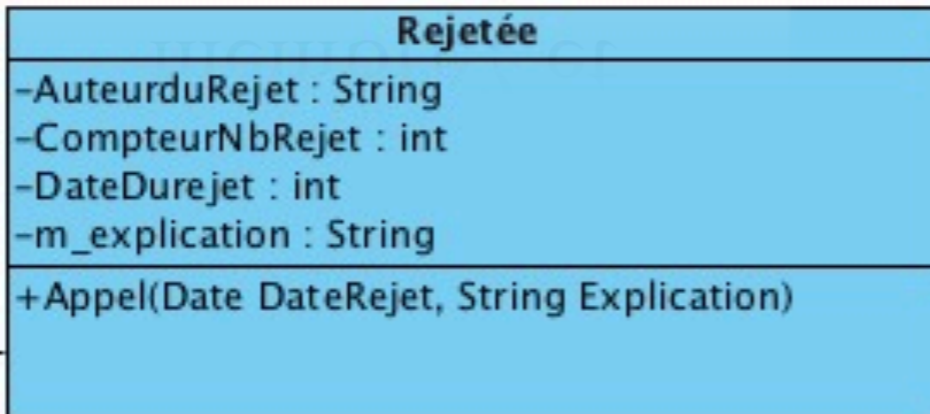 Rejetée
-AuteurduRejet : String
-CompteurNbRejet : int
-DateDurejet : int
-m_explication : String
+Appel(Date DateRejet, String Explication)